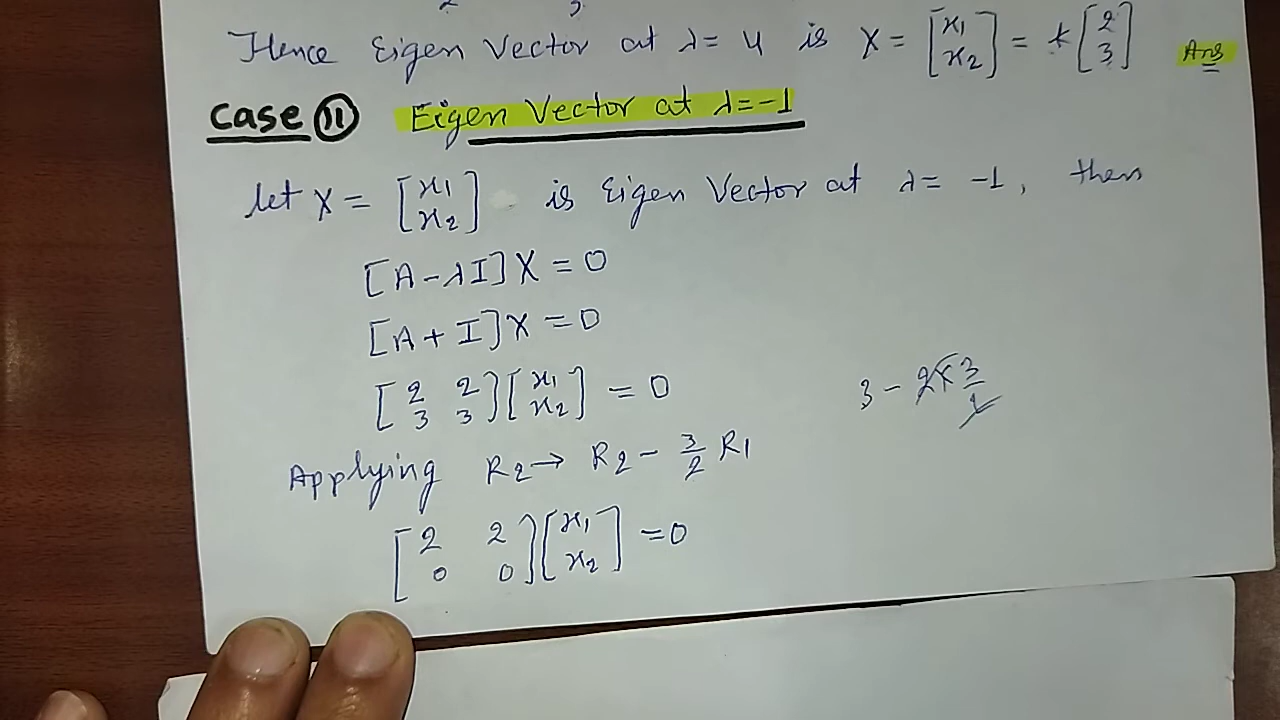 Hence Eigen Vector at λ= 4 is X = [x1 x2] = k[2 3] Ans
Case II Eigen Vector at λ=-1
let X = [x1 x2] is Eigen Vector at λ= -1, then
[A-λI]X = 0
[A+I]X = 0
[2 2 3 3][x1 x2] = 0 3 - 2×3/2
Applying R2→ R2- 3/2 R1
[2 2 0 0][x1 x2] =0